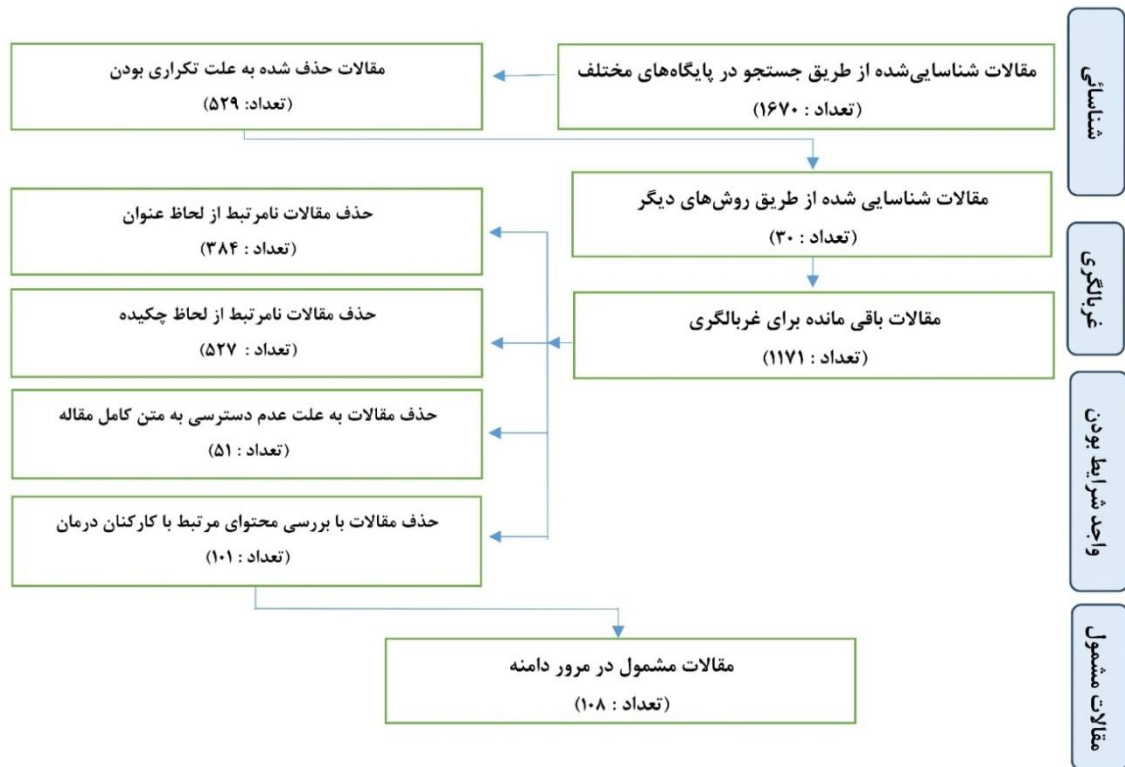 شناسائی
مقالات شناسایی‌شده از طریق جستجو در پایگاه‌های مختلف
(تعداد : ۱۶۷۰)
مقالات حذف شده به علت تکراری بودن
(تعداد: ۵۲۹)
مقالات شناسایی شده از طریق روش‌های دیگر
(تعداد : ۳۰)
غربالگری
مقالات باقی مانده برای غربالگری
(تعداد : ۱۱۷۱)
حذف مقالات نامرتبط از لحاظ عنوان
(تعداد : ۳۸۴)
حذف مقالات نامرتبط از لحاظ چکیده
(تعداد : ۵۲۷)
واجد شرایط بودن
حذف مقالات به علت عدم دسترسی به متن کامل مقاله
(تعداد : ۵۱)
حذف مقالات با بررسی محتوای مرتبط با کارکنان درمان
(تعداد : ۱۰۱)
مقالات مشمول
مقالات مشمول در مرور دامنه
(تعداد : ۱۰۸)